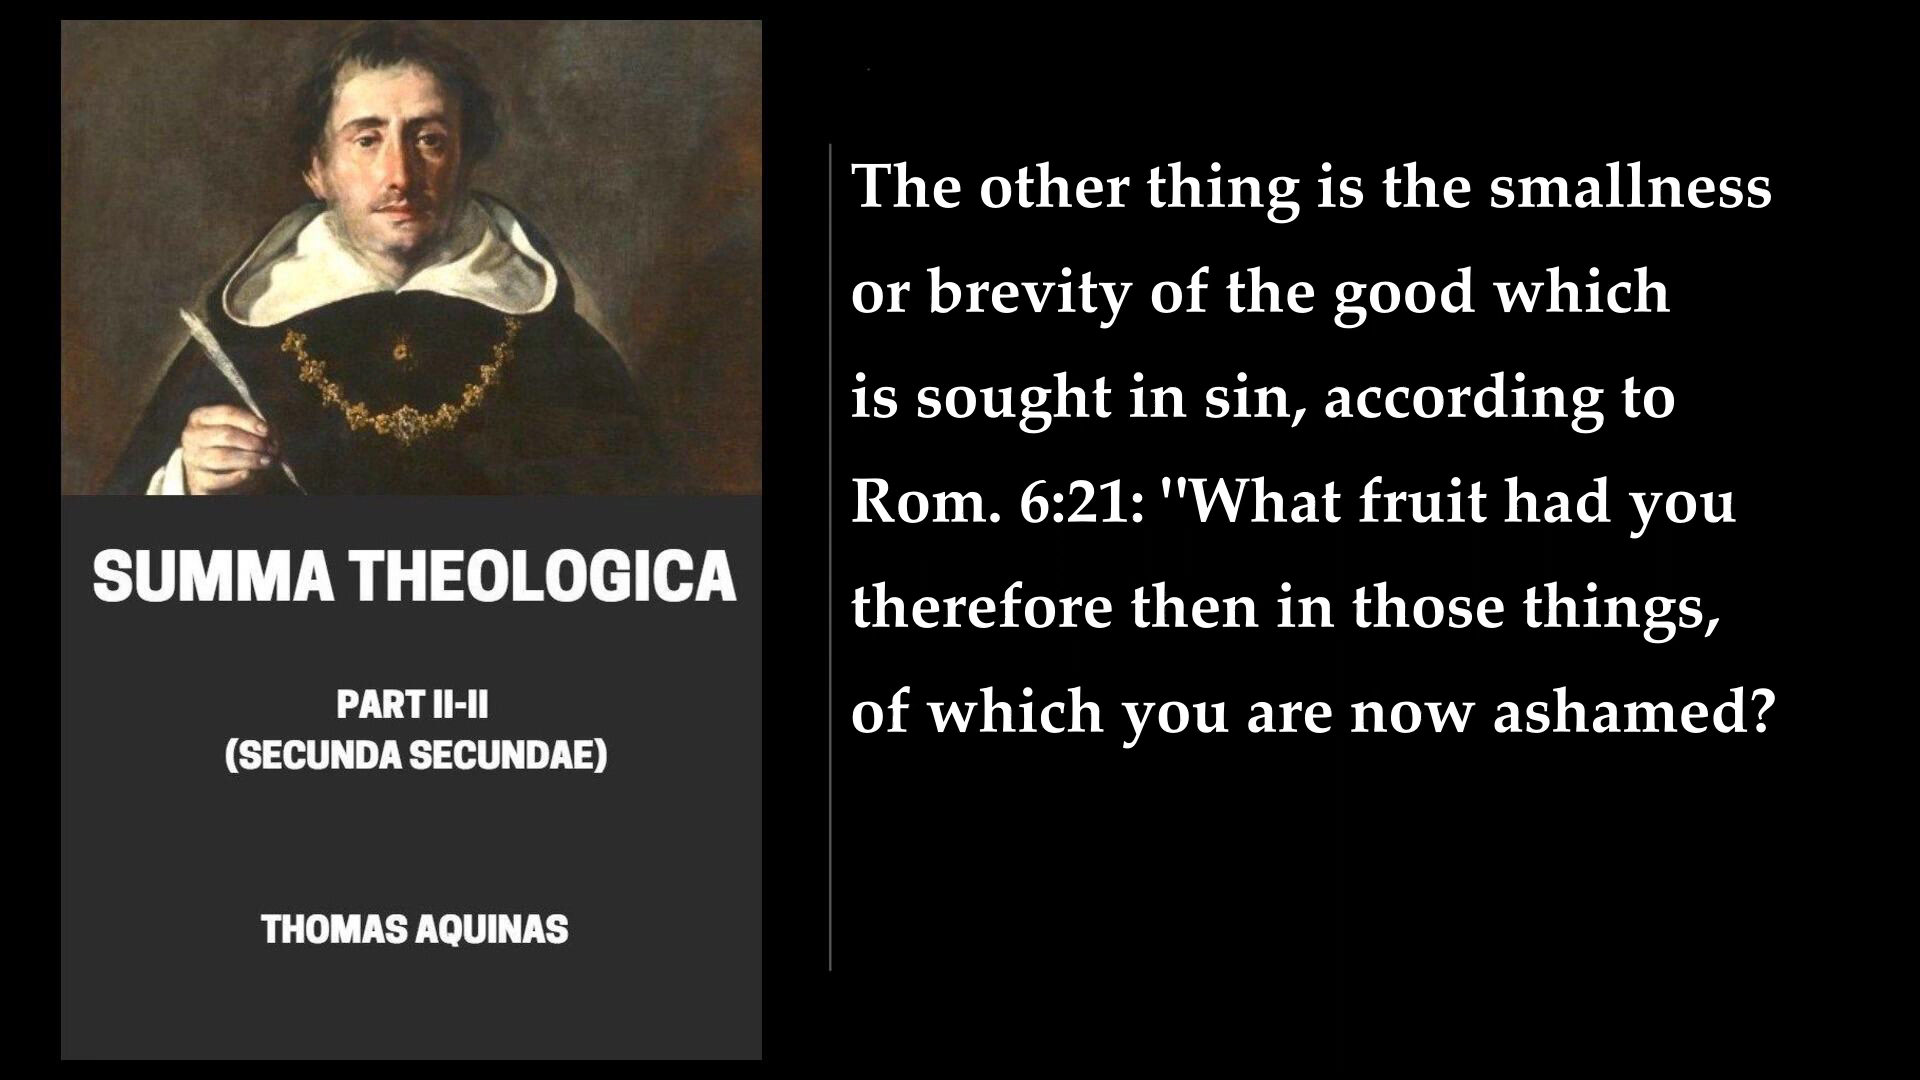 SUMMA THEOLOGICA
PART II-II
(SECUNDA SECUNDAE)
THOMAS AQUINAS
The other thing is the smallness
or brevity of the good which
is sought in sin, according to
Rom. 6:21: "What fruit had you
therefore then in those things,
of which you are now ashamed?